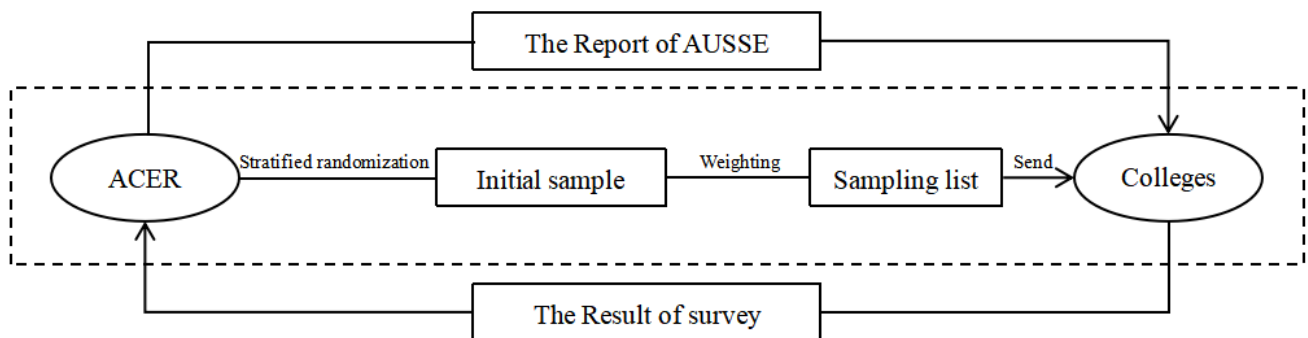 The Report of AUSSE
ACER
Stratified randomization
Initial sample
Weighting
Sampling list
Send
Colleges
The Result of survey